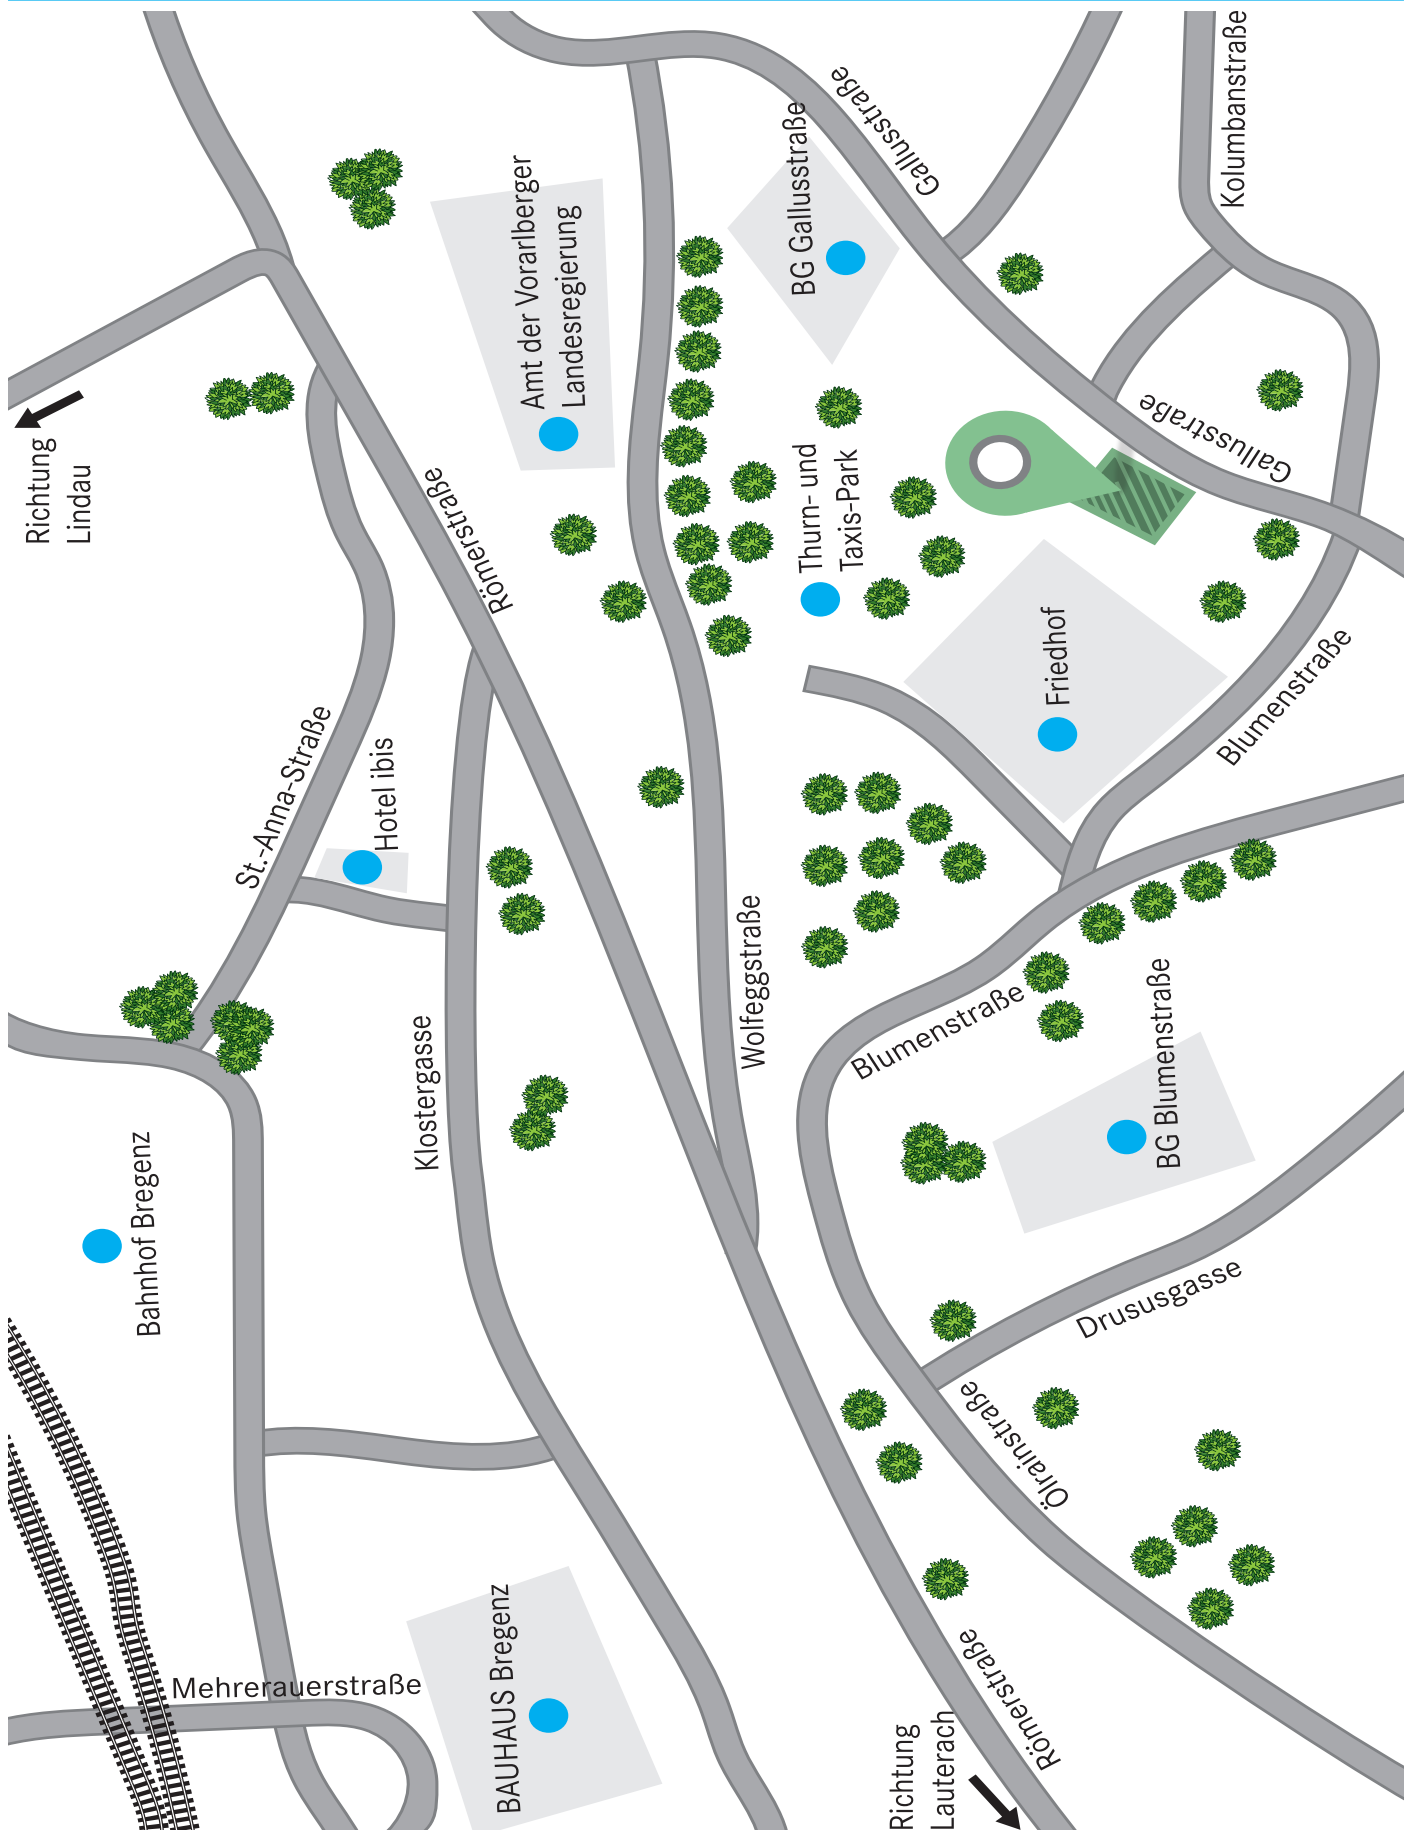 Kolumbanstraße
Gallusstraße
BG Gallusstraße
Amt der Vorarlberger
Landesregierung
Gallusstraße
Richtung
Lindau
Römerstraße
Thurn- und
Taxis-Park
Friedhof
Blumenstraße
St.-Anna-Straße
Hotel ibis
Wolfeggstraße
Blumenstraße
BG Blumenstraße
Klostergasse
Bahnhof Bregenz
Drususgasse
Ölrainstraße
BAUHAUS Bregenz
Mehrerauerstraße
Römerstraße
Richtung
Lauterach